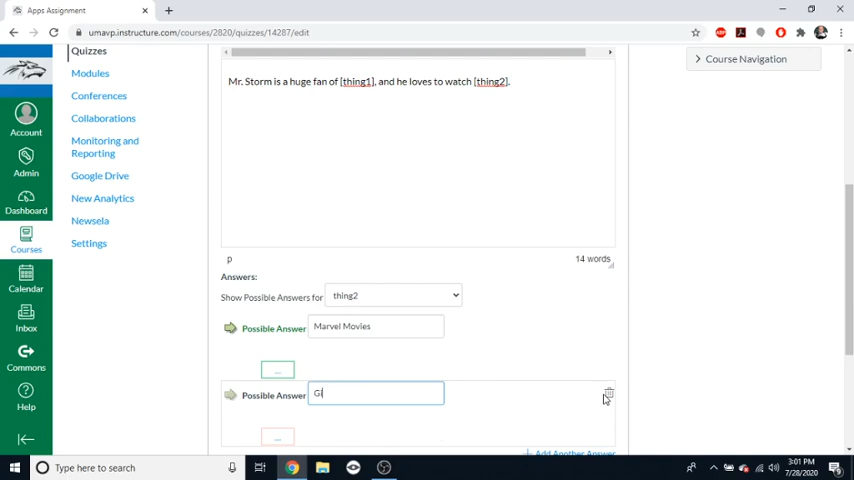 Apps Assignment
umavp.instructure.com/courses/2820/quizzes/14287/edit
ABP
Account
Admin
Dashboard
Courses
Calendar
Inbox
Commons
Help
Quizzes
Modules
Conferences
Collaborations
Monitoring and
Reporting
Google Drive
New Analytics
Newsela
Settings
Course Navigation
Mr. Storm is a huge fan of [thing1], and he loves to watch [thing2].
p
14 words
Answers:
Show Possible Answers for thing2
Possible Answer Marvel Movies
...
Possible Answer Gi
...
+ Add Another Answer
Type here to search
3:01 PM
7/28/2020